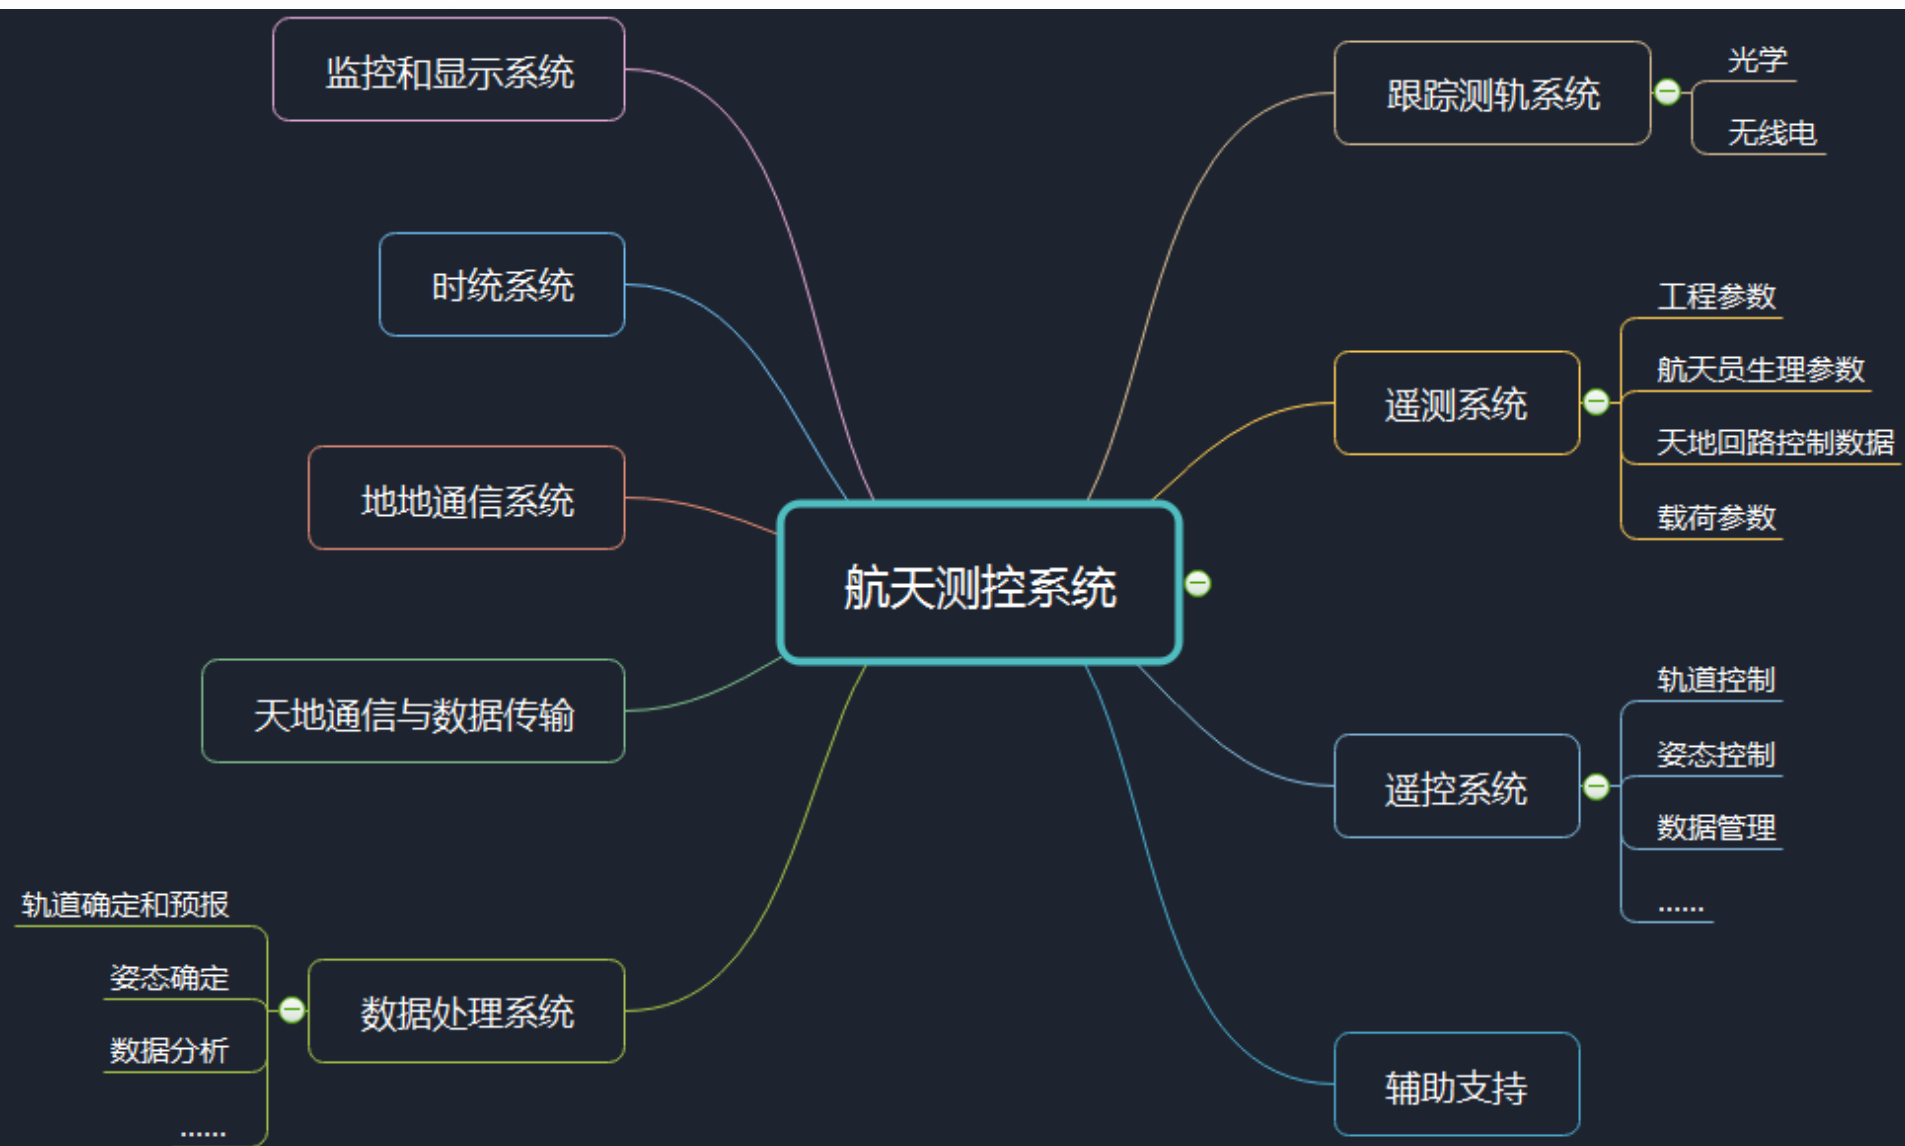 监控和显示系统
时统系统
地地通信系统
天地通信与数据传输
数据处理系统
轨道确定和预报
姿态确定
数据分析
......
航天测控系统
跟踪测轨系统
光学
无线电
遥测系统
工程参数
航天员生理参数
天地回路控制数据
载荷参数
遥控系统
轨道控制
姿态控制
数据管理
......
辅助支持